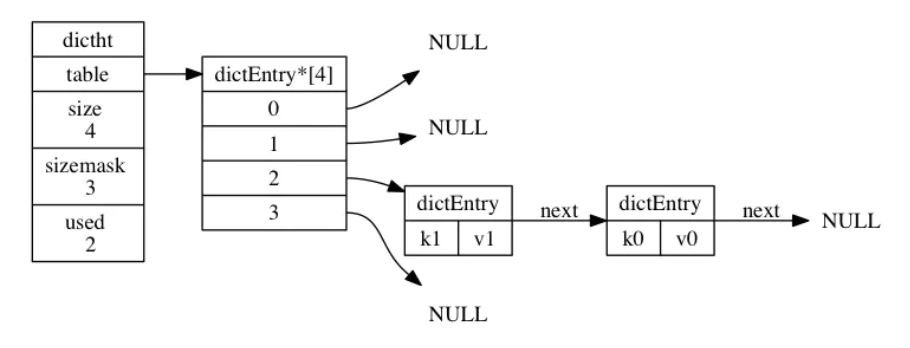 dictht
table
size
4
sizemask
3
used
2
dictEntry*[4]
0
1
2
3
NULL
NULL
dictEntry
k1 v1
next
dictEntry
k0 v0
next
NULL
NULL